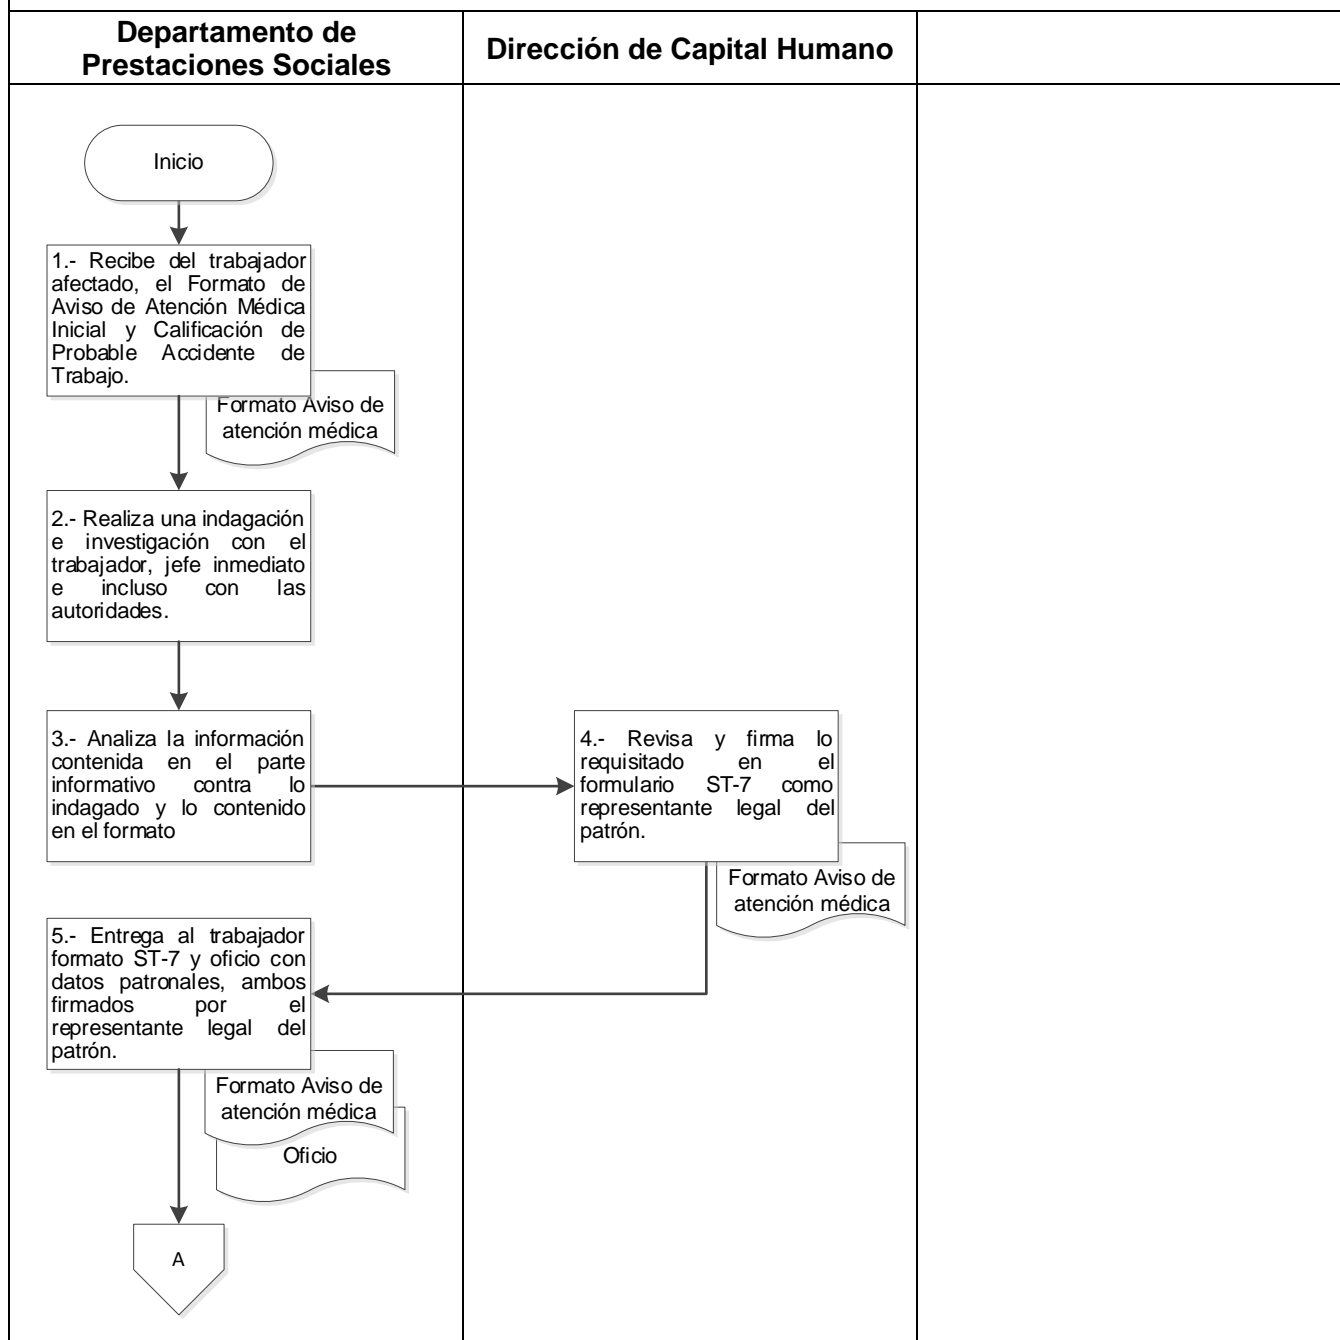 Departamento de
Prestaciones Sociales
Dirección de Capital Humano
Inicio
1.- Recibe del trabajador
afectado, el Formato de
Aviso de Atención Médica
Inicial y Calificación de
Probable Accidente de
Trabajo.
Formato Aviso de
atención médica
2.- Realiza una indagación
e investigación con el
trabajador, jefe inmediato
e incluso con las
autoridades.
3.- Analiza la información
contenida en el parte
informativo contra lo
indagado y lo contenido
en el formato
4.- Revisa y firma lo
requisitado en el
formulario ST-7 como
representante legal del
patrón.
Formato Aviso de
atención médica
5.- Entrega al trabajador
formato ST-7 y oficio con
datos patronales, ambos
firmados por el
representante legal del
patrón.
Formato Aviso de
atención médica
Oficio
A